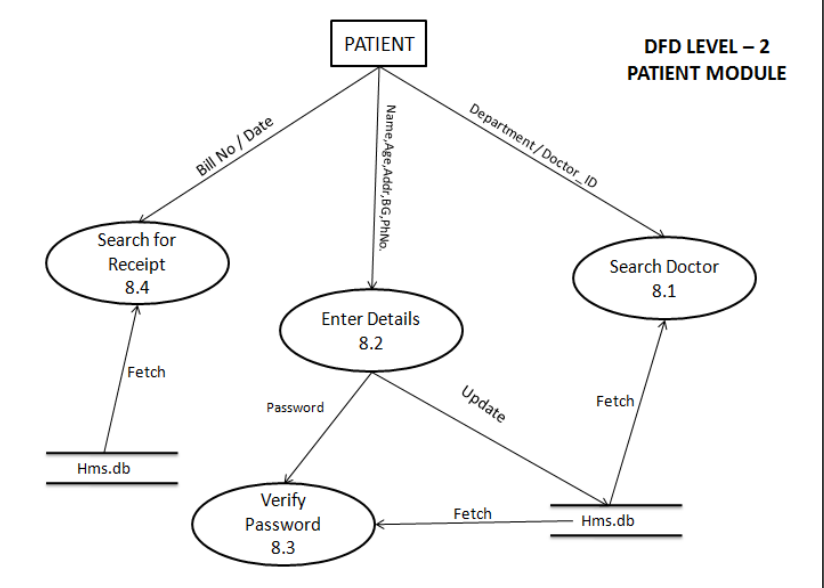 PATIENT
DFD LEVEL – 2
PATIENT MODULE
Bill No / Date
Name,Age,Addr,BG,PhNo.
Department / Doctor_ID
Search for
Receipt
8.4
Search Doctor
8.1
Enter Details
8.2
Fetch
Password
Update
Fetch
Hms.db
Verify
Password
8.3
Fetch
Hms.db